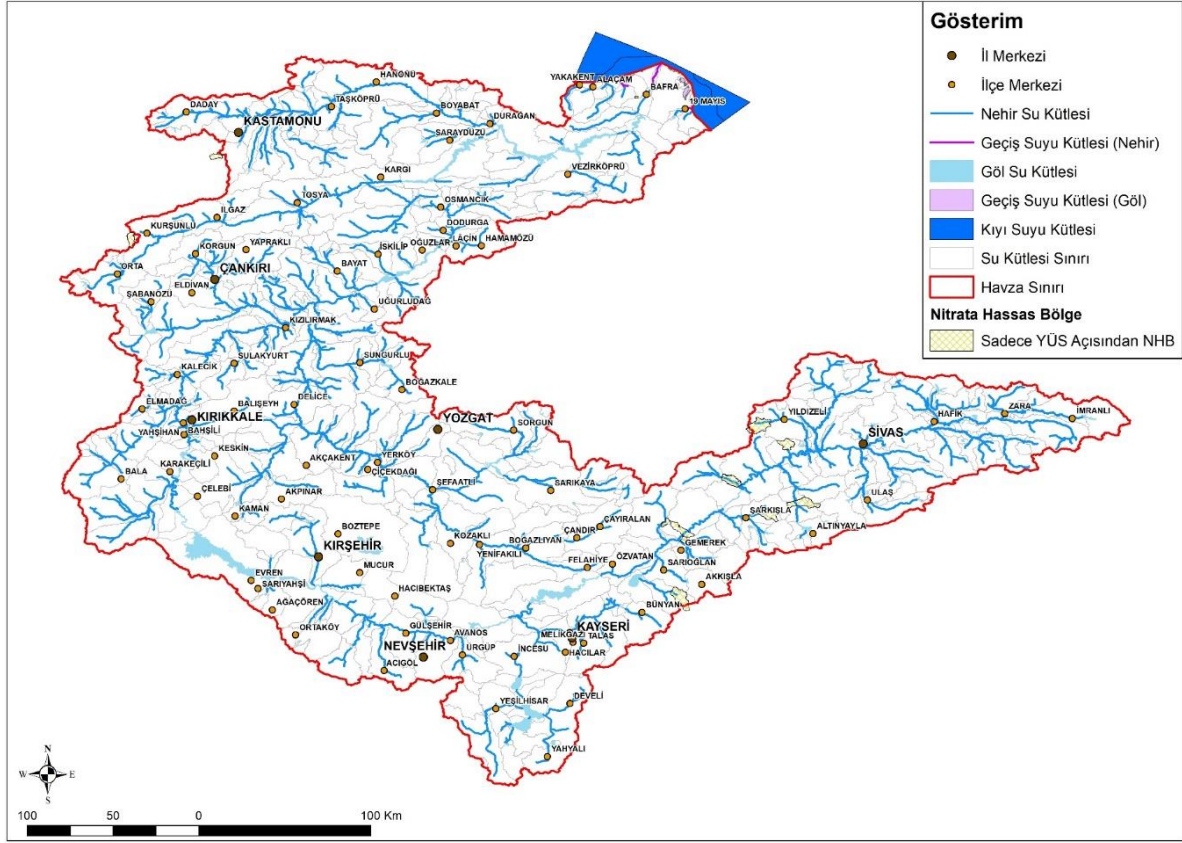 Gösterim
İl Merkezi
İlçe Merkezi
Nehir Su Kütlesi
Geçiş Suyu Kütlesi (Nehir)
Göl Su Kütlesi
Geçiş Suyu Kütlesi (Göl)
Kıyı Suyu Kütlesi
Su Kütlesi Sınırı
Havza Sınırı
Nitrata Hassas Bölge
Sadece YÜS Açısından NHB
HANÖNÜ
YAKAKENT
ALAÇAM
BAFRA
19 MAYIS
DADAY
TAŞKÖPRÜ
BOYABAT
DURAĞAN
KASTAMONU
SARAYDÜZÜ
VEZİRKÖPRÜ
KARGI
TOSYA
OSMANCIK
ILGAZ
KURŞUNLU
DODURGA
LAÇİN
HAMAMÖZÜ
KORGUN
YAPRAKLI
İSKİLİP
OĞUZLAR
ORTA
ÇANKIRI
BAYAT
ELDİVAN
ŞABANÖZÜ
UĞURLUDAĞ
KIZILIRMAK
SULAKYURT
SUNGURLU
KALECİK
BOĞAZKALE
ELMADAĞ
BALIŞEYH
DELİCE
KIRIKKALE
YAHŞİHAN
BAHŞİLİ
YOZGAT
SORGUN
YILDIZELİ
HAFİK
ZARA
İMRANLI
SİVAS
KESKİN
YERKÖY
BALA
KARAKEÇİLİ
AKÇAKENT
ÇİÇEKDAĞI
ÇELEBİ
AKPINAR
ŞEFAATLİ
SARIKAYA
ULAŞ
KAMAN
ŞARKIŞLA
ALTINYAYLA
BOZTEPE
ÇAYIRALAN
ÇANDIR
KOZAKLI
BOĞAZLIYAN
YENİFAKILI
GEMEREK
KIRŞEHİR
MUCUR
FELAHİYE
ÖZVATAN
SARIOĞLAN
AKKIŞLA
EVREN
SARIYAHŞİ
HACIBEKTAŞ
AĞAÇÖREN
BÜNYAN
ORTAKÖY
GÜLŞEHİR
AVANOS
KAYSERİ
MELİKGAZİ
TALAS
NEVŞEHİR
ÜRGÜP
İNCESU
HACILAR
ACIGÖL
YEŞİLHİSAR
DEVELİ
YAHYALI
N
W
E
S
100
50
0
100 Km